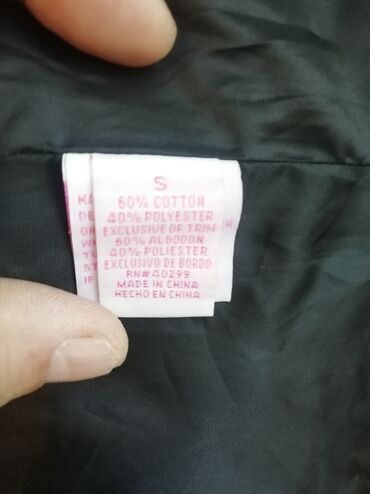 S
60% COTTON
40% POLYESTER
EXCLUSIVE OF TRIM
60% ALGODON
40% POLIESTER
EXCLUSIVO DE BORDO
RN#40299
MADE IN CHINA
HECHO EN CHINA